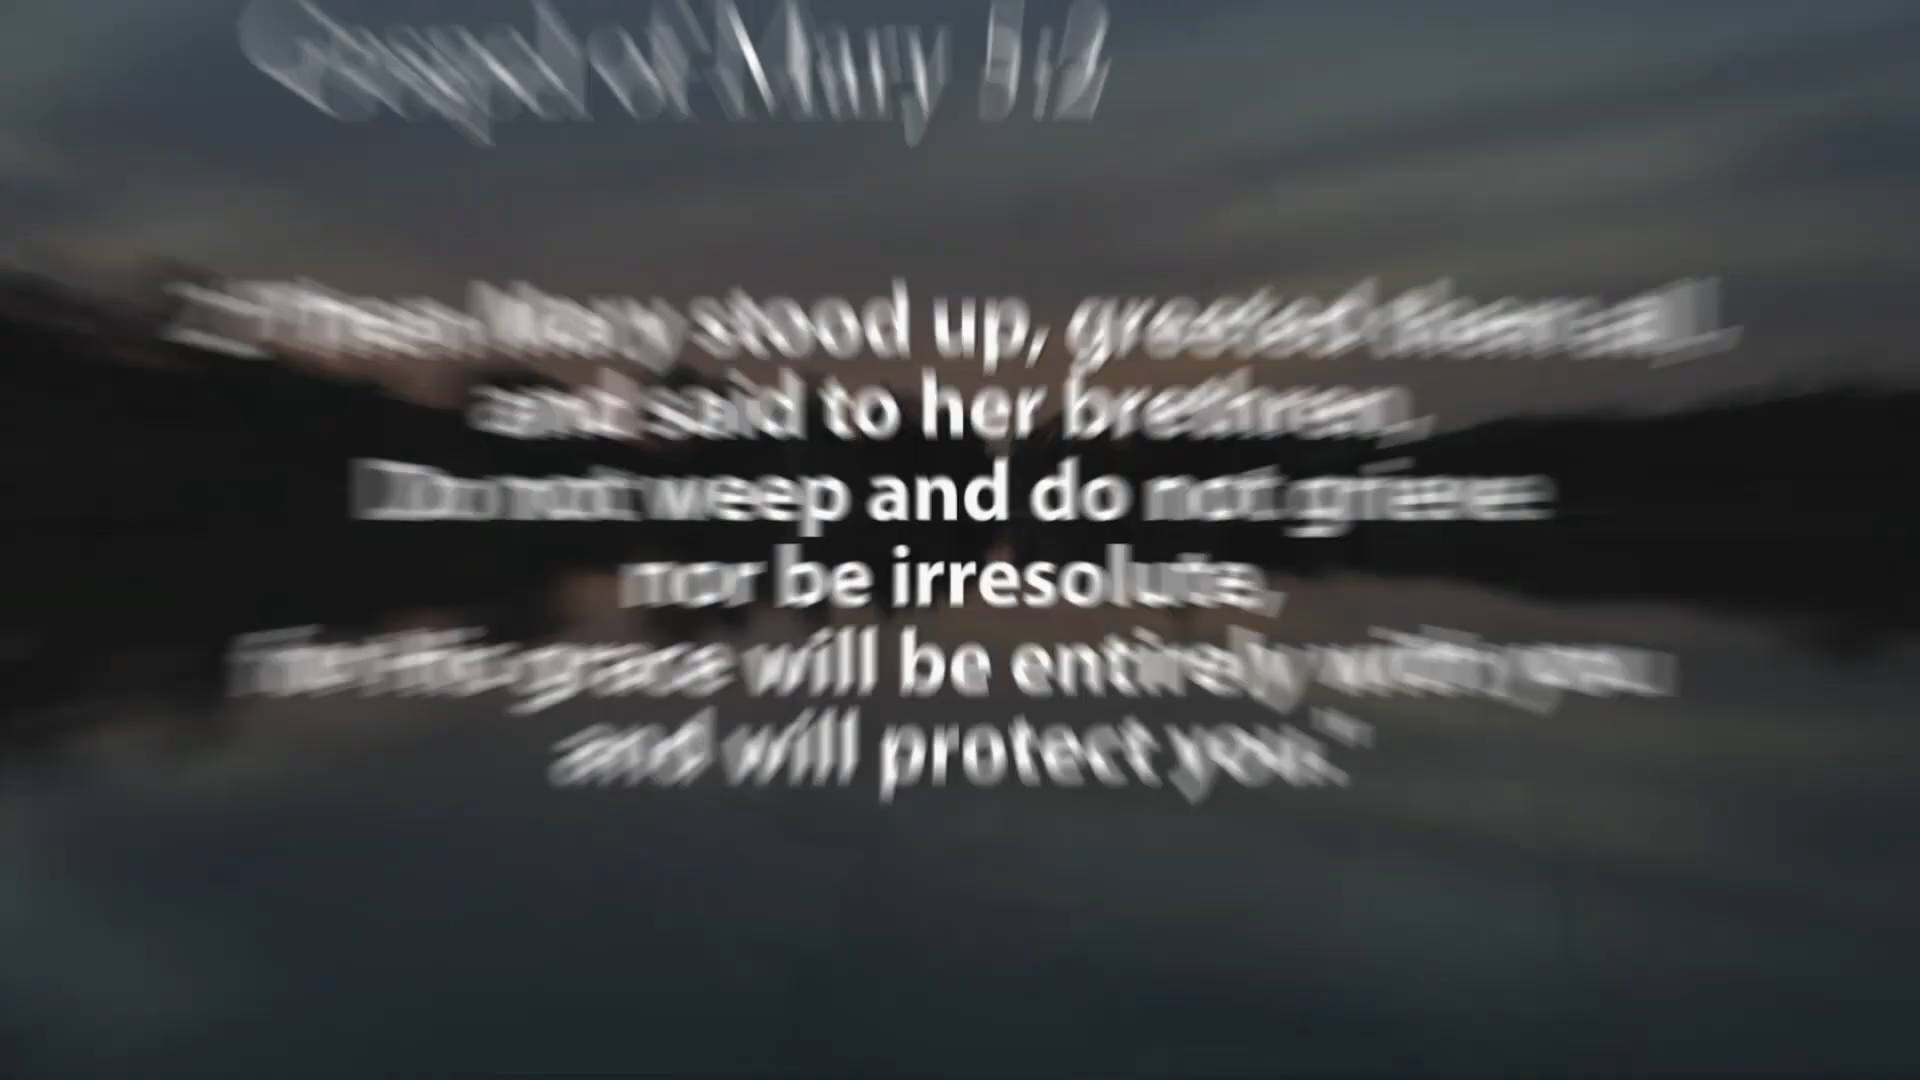 Gospel of Mary 5:2
2) Then Mary stood up, greeted them all,
and said to her brethren,
Do not weep and do not grieve
nor be irresolute,
for His grace will be entirely with you
and will protect you."